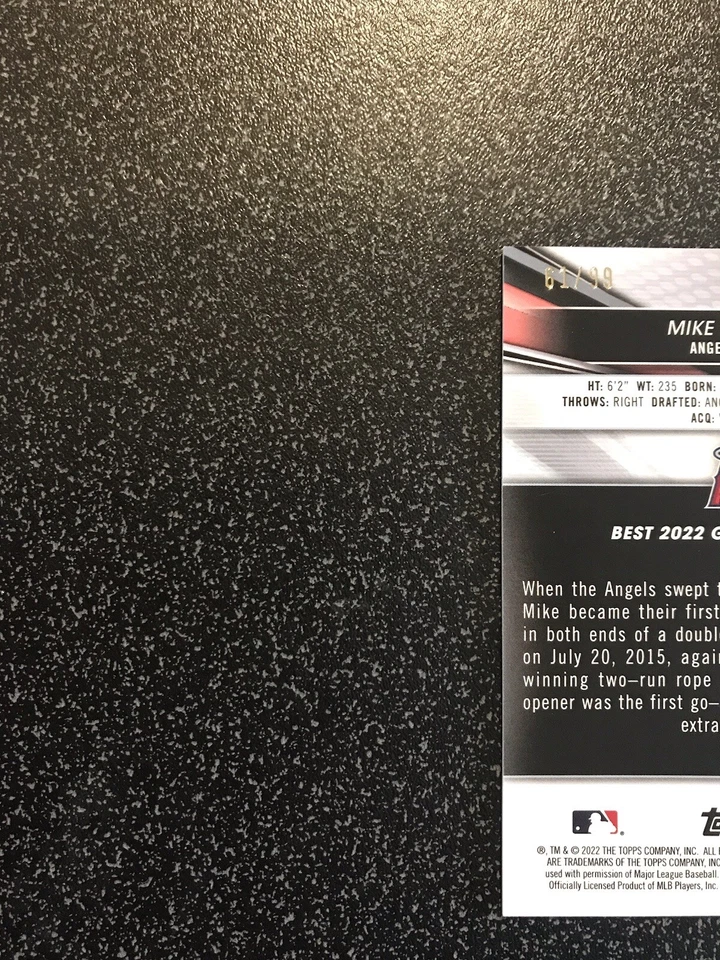 61/99
MIKE
ANGE
HT: 6'2" WT: 235 BORN:
THROWS: RIGHT DRAFTED: AN
ACQ:
BEST 2022 G
When the Angels swept t
Mike became their first
in both ends of a doubl
on July 20, 2015, agai
winning two–run rope
opener was the first go–
extra
®, TM & © 2022 THE TOPPS COMPANY, INC. ALL
ARE TRADEMARKS OF THE TOPPS COMPANY, INC
used with permission of Major League Baseball.
Officially Licensed Product of MLB Players, Inc.